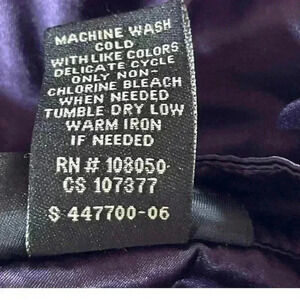 MACHINE WASH
COLD
WITH LIKE COLORS
DELICATE CYCLE
ONLY NON-
CHLORINE BLEACH
WHEN NEEDED
TUMBLE DRY LOW
WARM IRON
IF NEEDED
RN # 108050
CS 107377
S 447700-06